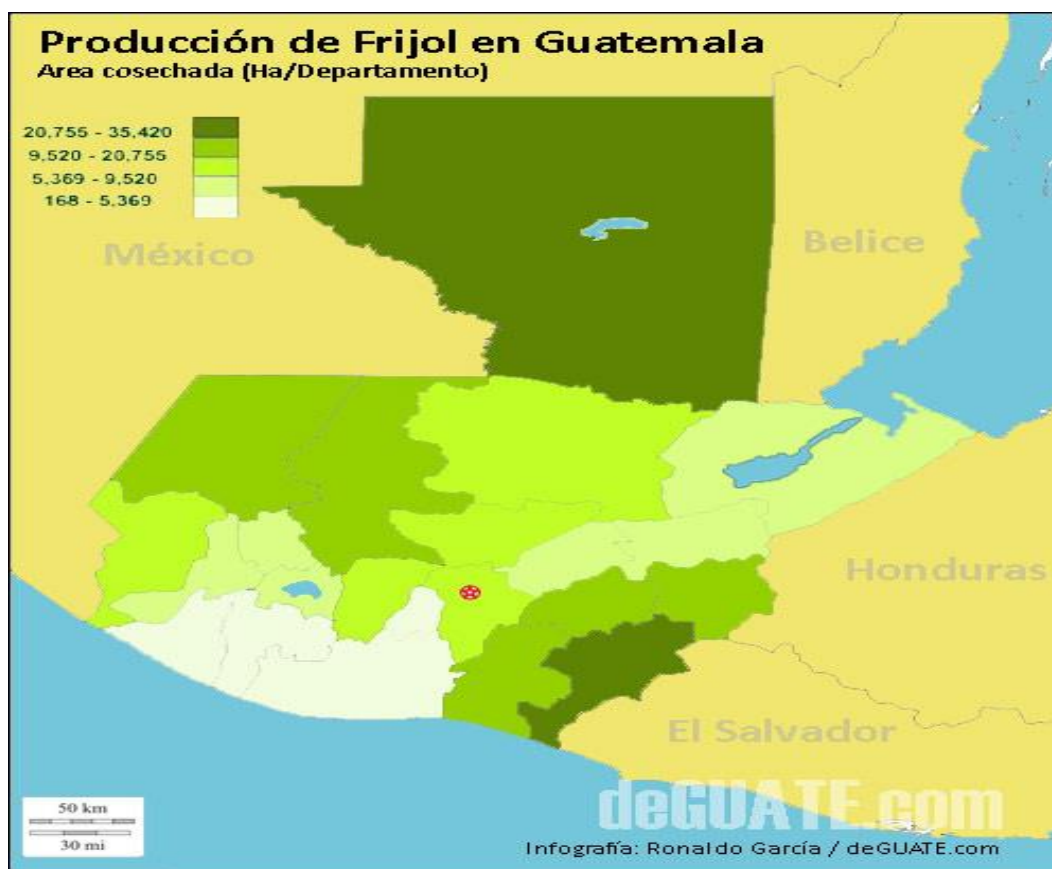 Producción de Frijol en Guatemala
Area cosechada (Ha/Departamento)
20,755 - 35,420
9,520 - 20,755
5,369 - 9,520
168 - 5,369
México
Belice
Honduras
El Salvador
50 km
30 mi
deGUATE.com
Infografía: Ronaldo García / deGUATE.com